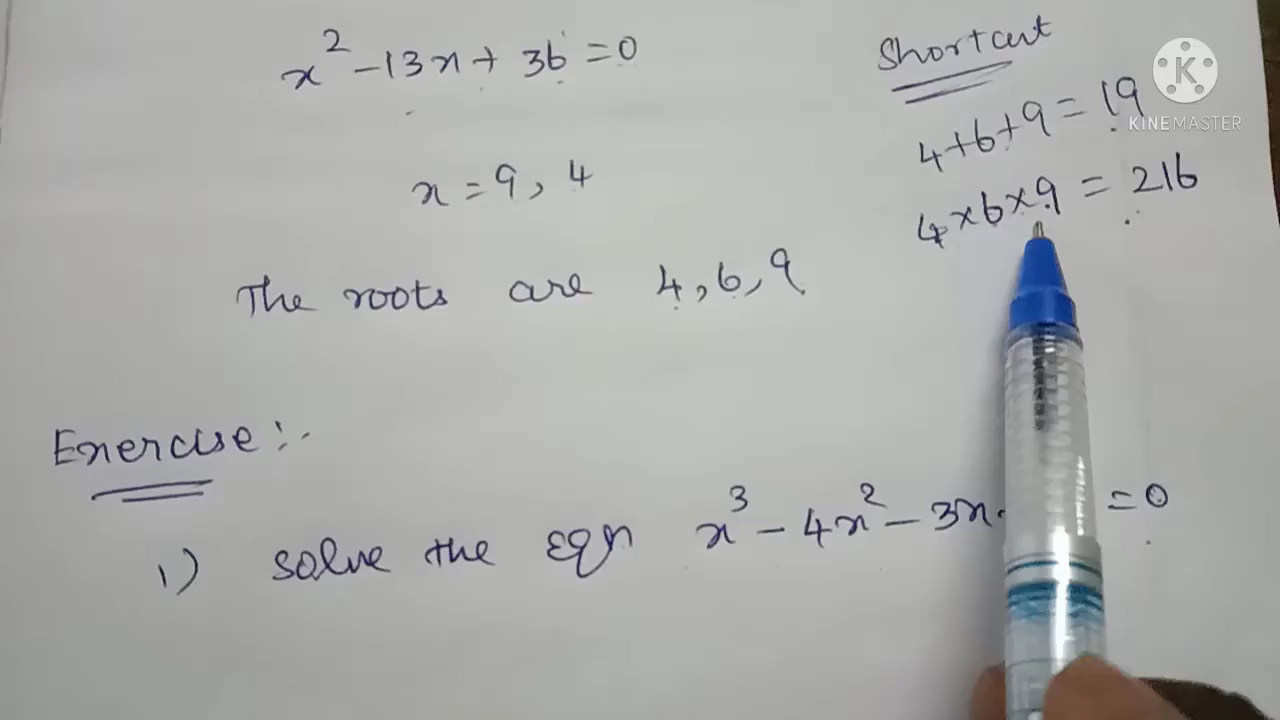 x² - 13x + 36 = 0
x = 9, 4
The roots are 4, 6, 9
Shortcut
4+6+9 = 19
4×6×9 = 216
K
KINEMASTER
Exercise :-
1) solve the eqn x³ - 4x² - 3x = 0